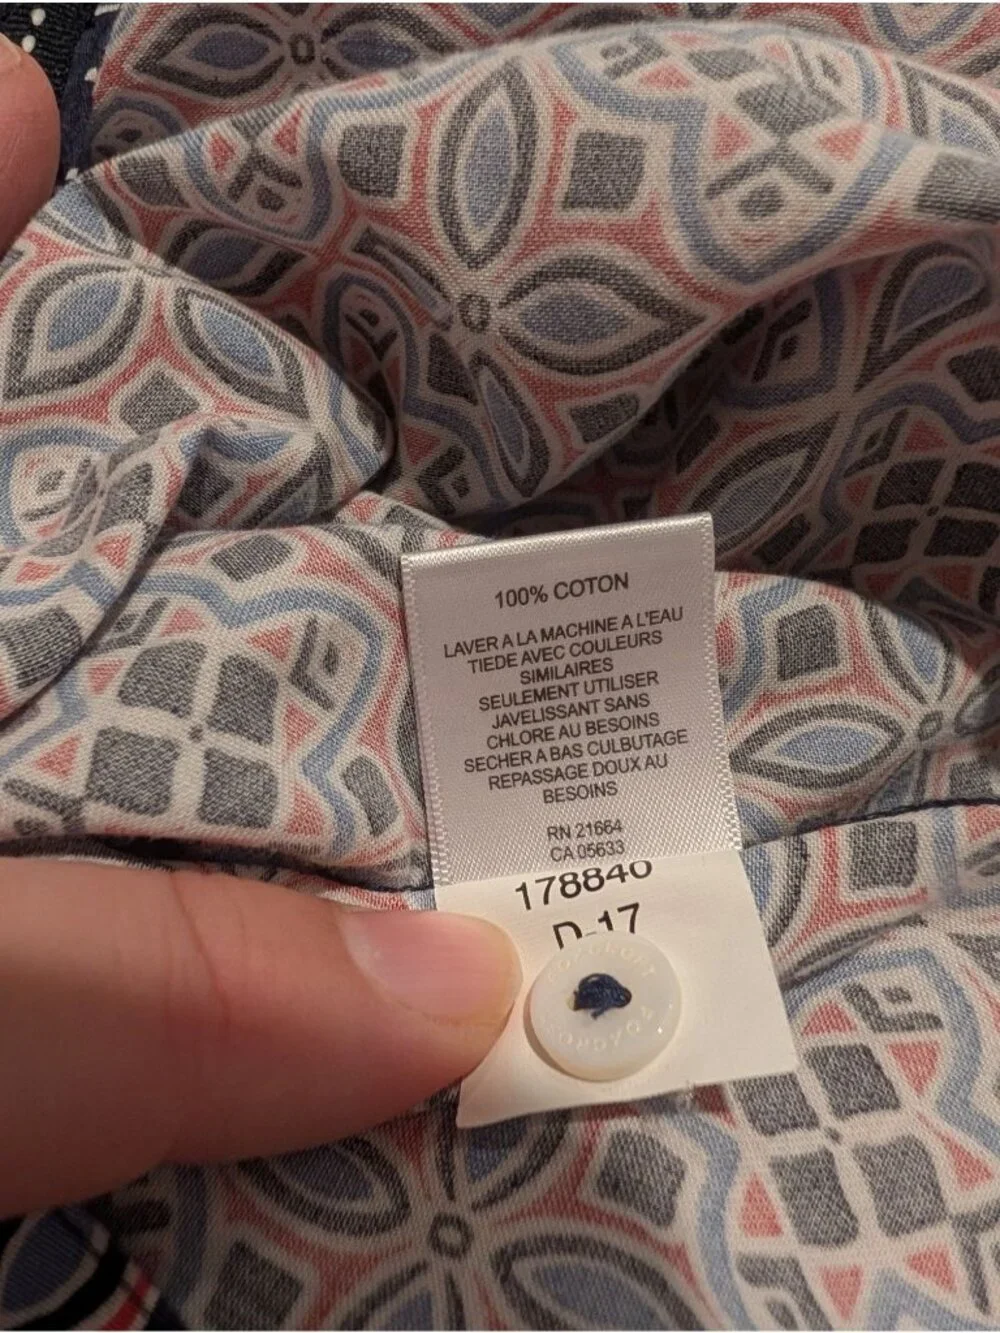 100% COTON
LAVER A LA MACHINE A L'EAU
TIEDE AVEC COULEURS
SIMILAIRES
SEULEMENT UTILISER
JAVELISSANT SANS
CHLORE AU BESOINS
SECHER A BAS CULBUTAGE
REPASSAGE DOUX AU
BESOINS
RN 21664
CA 05633
178840
D-17